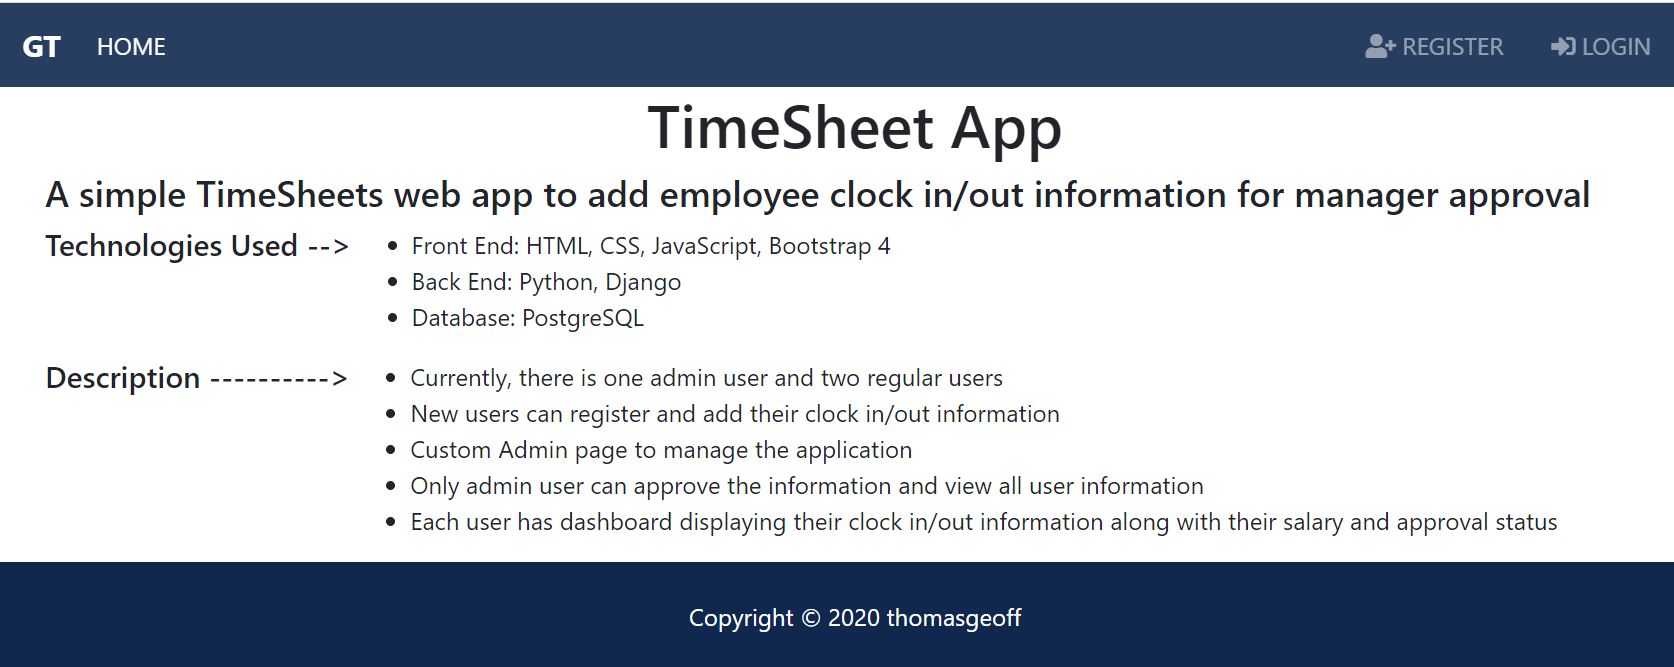 GT HOME REGISTER LOGIN
TimeSheet App
A simple TimeSheets web app to add employee clock in/out information for manager approval
Technologies Used -->
• Front End: HTML, CSS, JavaScript, Bootstrap 4
• Back End: Python, Django
• Database: PostgreSQL
Description ---------->
• Currently, there is one admin user and two regular users
• New users can register and add their clock in/out information
• Custom Admin page to manage the application
• Only admin user can approve the information and view all user information
• Each user has dashboard displaying their clock in/out information along with their salary and approval status
Copyright © 2020 thomasgeoff